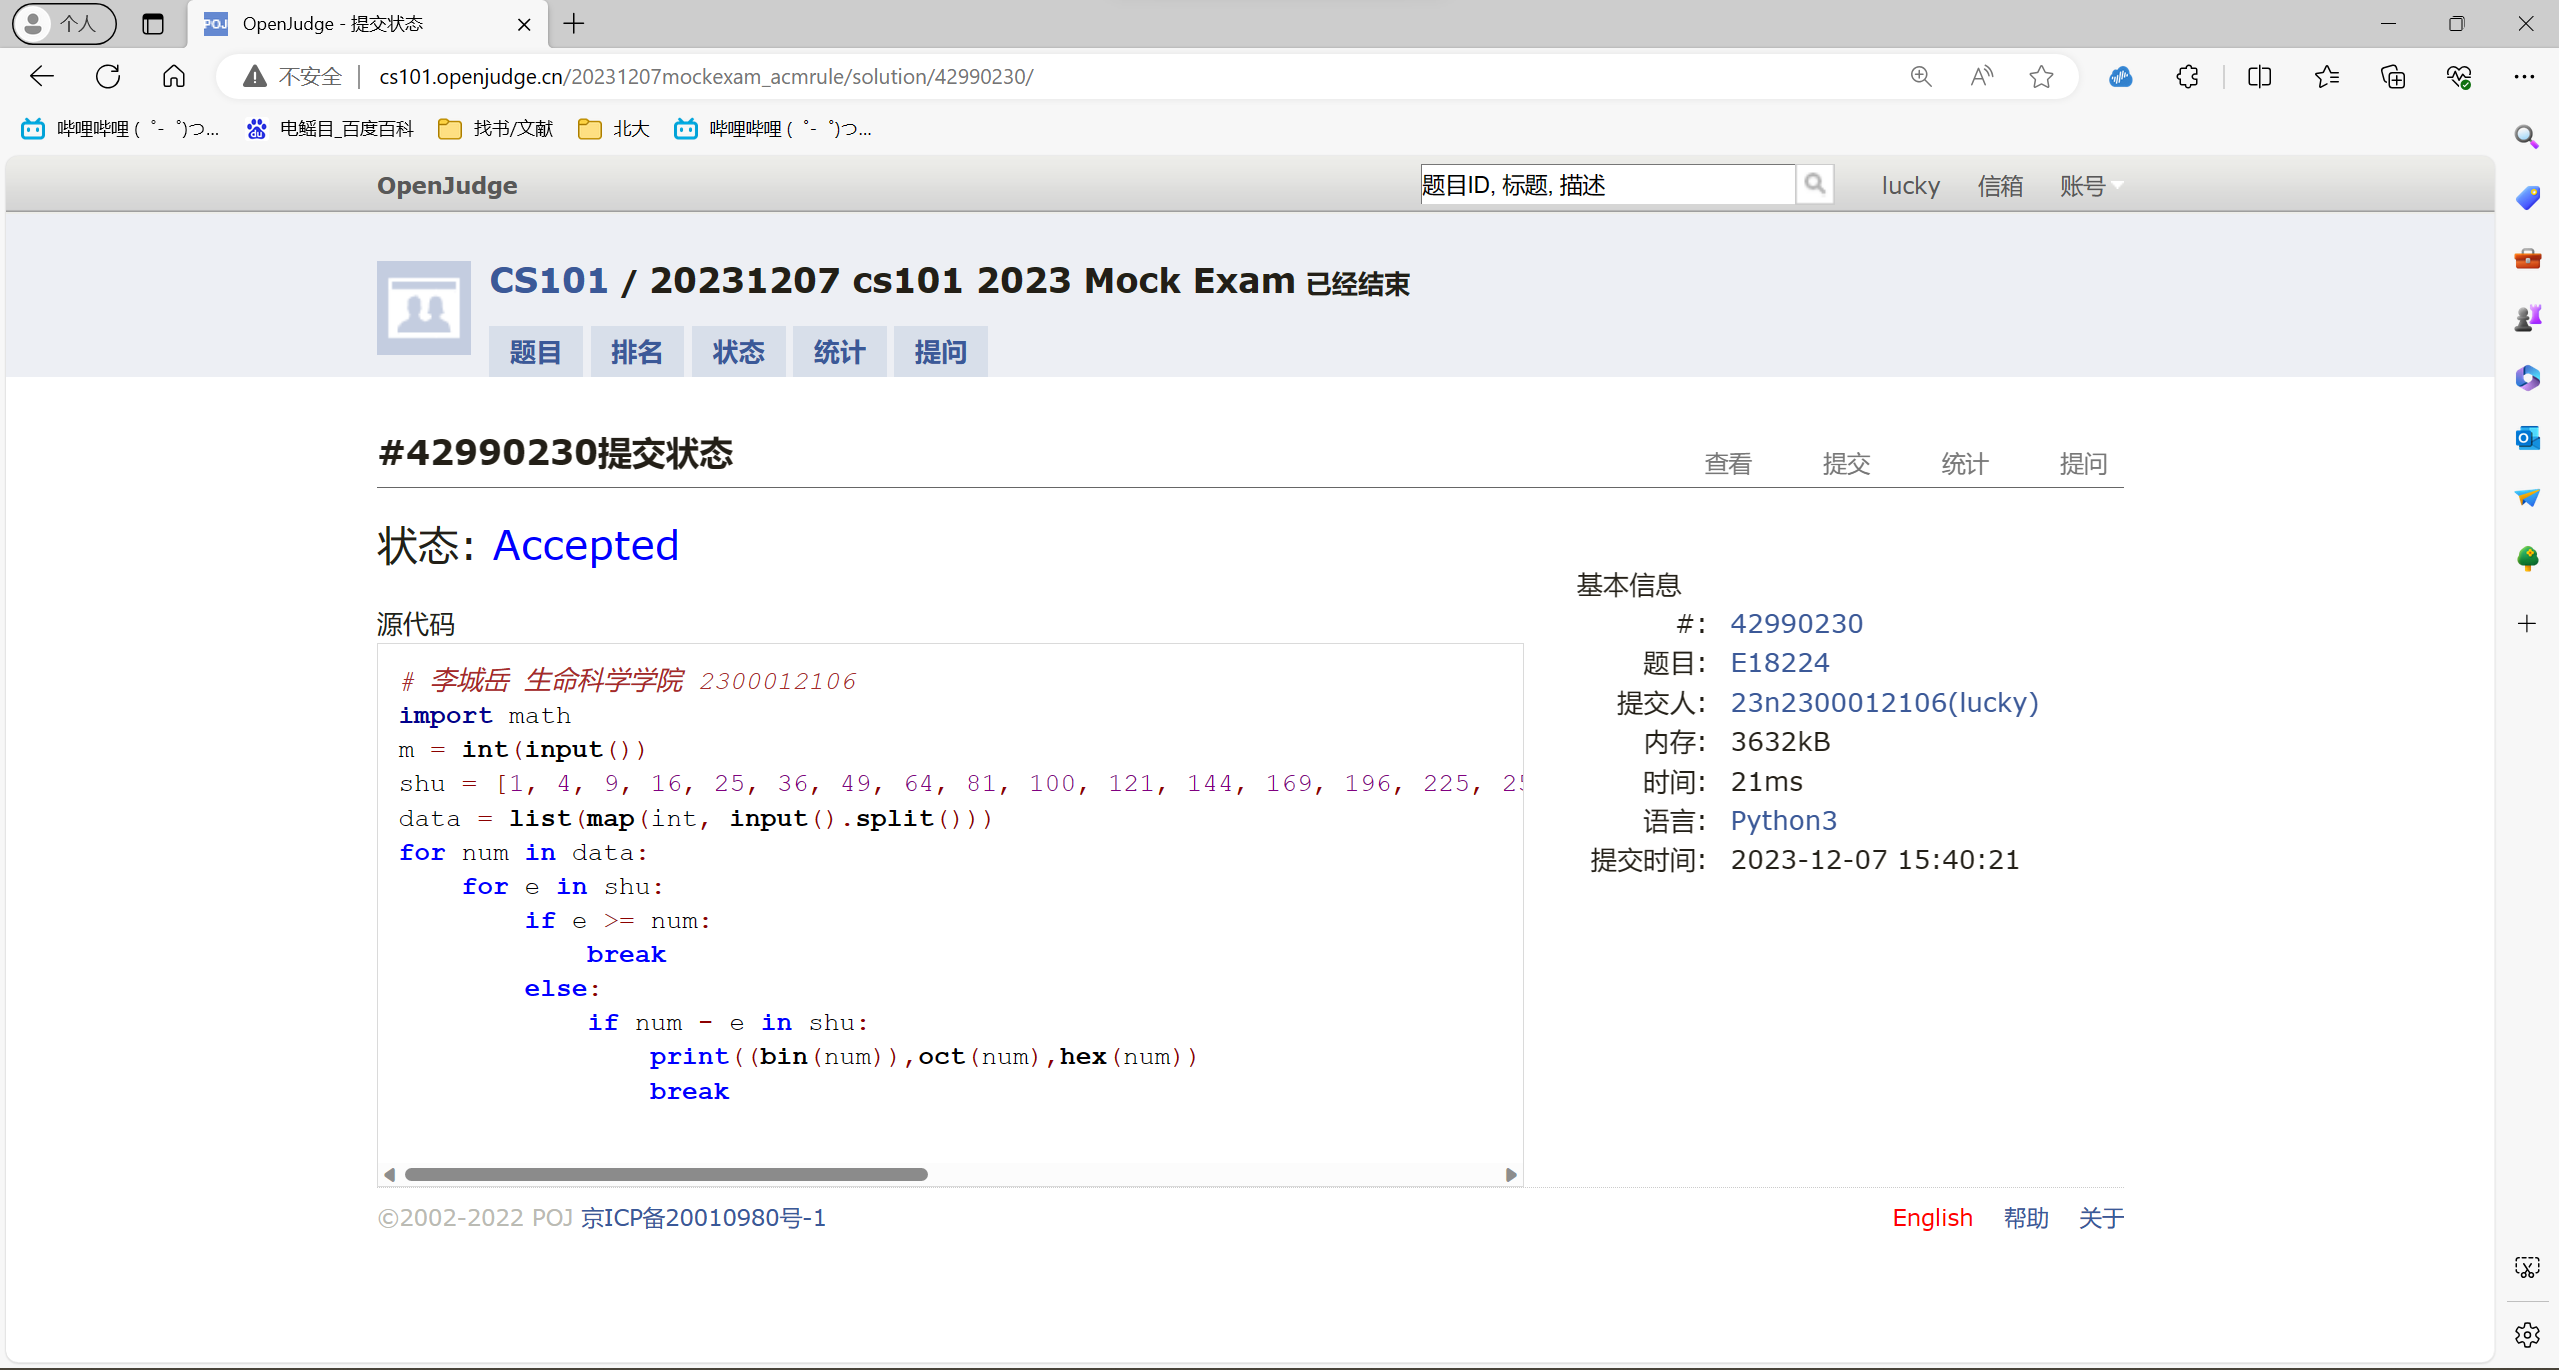 个人
OpenJudge - 提交状态
不安全
cs101.openjudge.cn/20231207mockexam_acmrule/solution/42990230/
哔哩哔哩 ( ゜- ゜)つ...
电鳐目_百度百科
找书/文献
北大
哔哩哔哩 ( ゜- ゜)つ...
OpenJudge
题目ID, 标题, 描述
lucky
信箱
账号
CS101 / 20231207 cs101 2023 Mock Exam 已经结束
题目
排名
状态
统计
提问
#42990230提交状态
查看
提交
统计
提问
状态: Accepted
源代码
# 李城岳 生命科学学院 2300012106
import math
m = int(input())
shu = [1, 4, 9, 16, 25, 36, 49, 64, 81, 100, 121, 144, 169, 196, 225, 25
data = list(map(int, input().split()))
for num in data:
    for e in shu:
        if e >= num:
            break
        else:
            if num - e in shu:
                print((bin(num)),oct(num),hex(num))
                break
基本信息
#: 42990230
题目: E18224
提交人: 23n2300012106(lucky)
内存: 3632kB
时间: 21ms
语言: Python3
提交时间: 2023-12-07 15:40:21
©2002-2022 POJ 京ICP备20010980号-1
English
帮助
关于